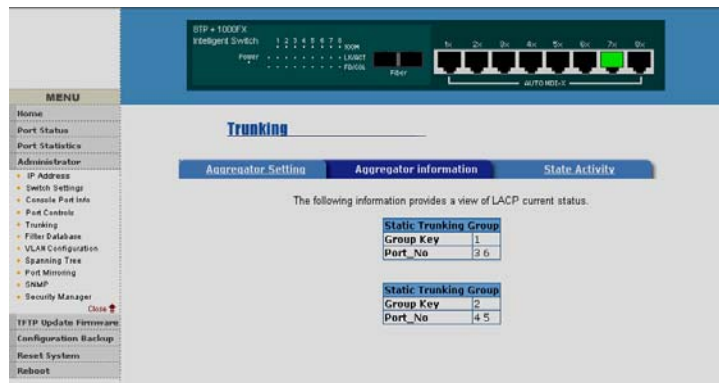 8TP + 1000FX
Intelligent Switch 1 2 3 4 5 6 7 8
100M
Power LK/ACT
FD/COL
Fiber
1x 2x 3x 4x 5x 6x 7x 8x
AUTO MDI-X
MENU
Home
Port Status
Port Statistics
Administrator
IP Address
Switch Settings
Console Port Info
Port Controls
Trunking
Filter Database
VLAN Configuration
Spanning Tree
Port Mirroring
SNMP
Security Manager
Close
TFTP Update Firmware
Configuration Backup
Reset System
Reboot
Trunking
Aggregator Setting Aggregator information State Activity
The following information provides a view of LACP current status.
Static Trunking Group
Group Key 1
Port_No 3 6
Static Trunking Group
Group Key 2
Port_No 4 5